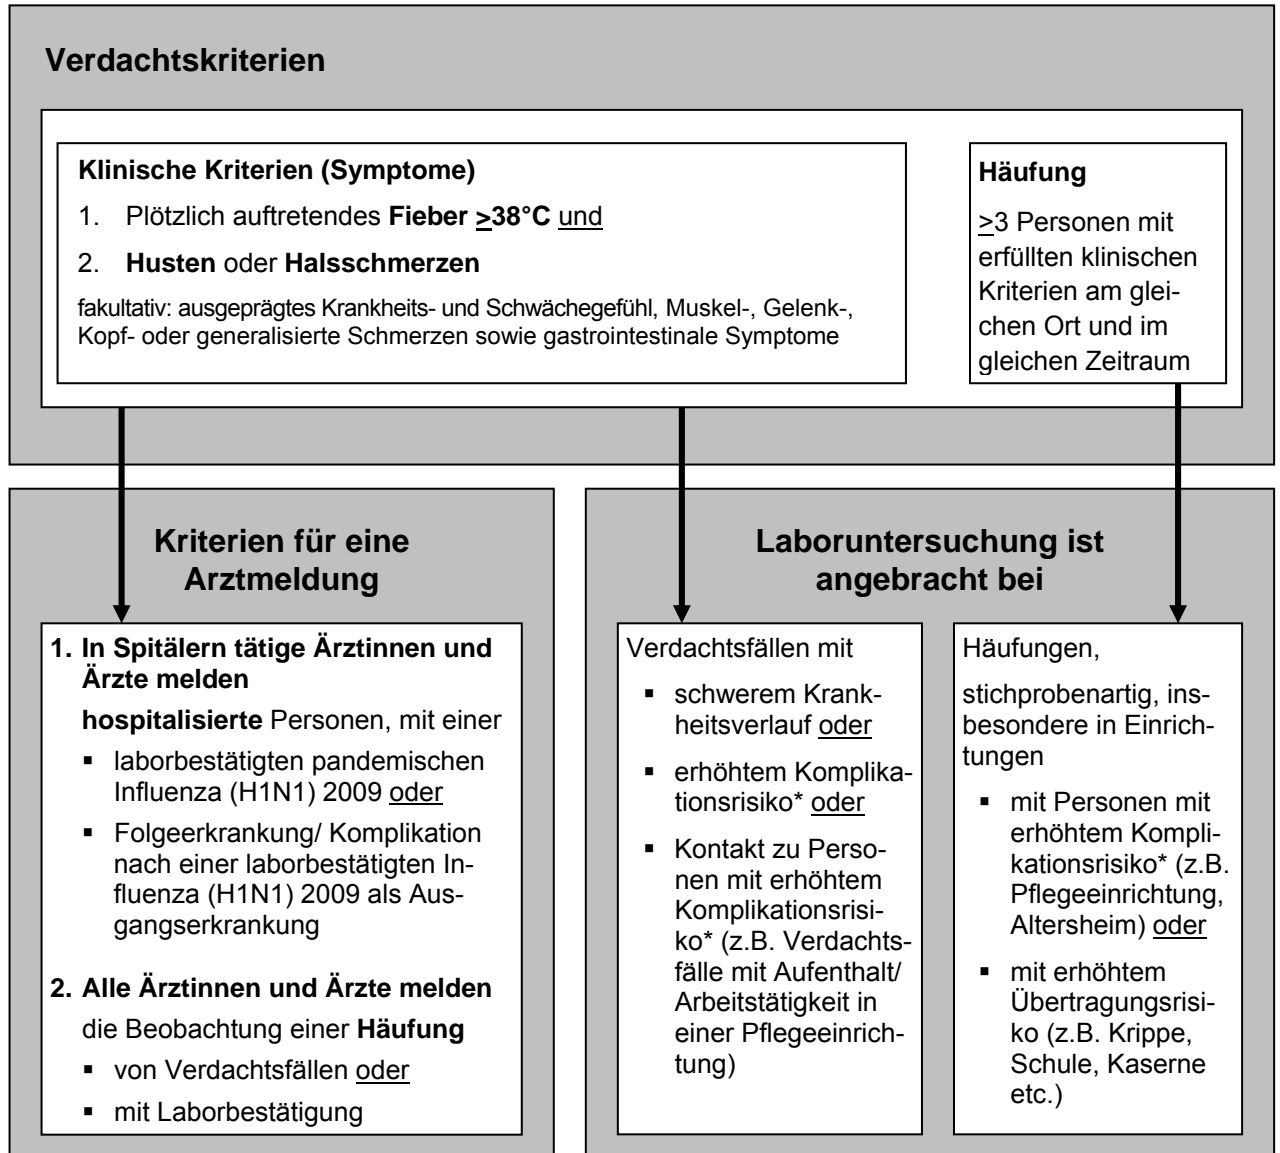 Verdachtskriterien
Klinische Kriterien (Symptome)
1. Plötzlich auftretendes Fieber >38°C und
2. Husten oder Halsschmerzen
fakultativ: ausgeprägtes Krankheits- und Schwächegefühl, Muskel-, Gelenk-,
Kopf- oder generalisierte Schmerzen sowie gastrointestinale Symptome
Häufung
>3 Personen mit
erfüllten klinischen
Kriterien am glei-
chen Ort und im
gleichen Zeitraum
Kriterien für eine
Arztmeldung
1. In Spitälern tätige Ärztinnen und
Ärzte melden
hospitalisierte Personen, mit einer
▪ laborbestätigten pandemischen
Influenza (H1N1) 2009 oder
▪ Folgeerkrankung/ Komplikation
nach einer laborbestätigten In-
fluenza (H1N1) 2009 als Aus-
gangserkrankung
2. Alle Ärztinnen und Ärzte melden
die Beobachtung einer Häufung
▪ von Verdachtsfällen oder
▪ mit Laborbestätigung
Laboruntersuchung ist
angebracht bei
Verdachtsfällen mit
▪ schwerem Krank-
heitsverlauf oder
▪ erhöhtem Komplika-
tionsrisiko* oder
▪ Kontakt zu Perso-
nen mit erhöhtem
Komplikationsrisi-
ko* (z.B. Verdachts-
fälle mit Aufenthalt/
Arbeitstätigkeit in
einer Pflegeeinrich-
tung)
Häufungen,
stichprobenartig, ins-
besondere in Einrich-
tungen
▪ mit Personen mit
erhöhtem Kompli-
kationsrisiko* (z.B.
Pflegeeinrichtung,
Altersheim) oder
▪ mit erhöhtem
Übertragungsrisi-
ko (z.B. Krippe,
Schule, Kaserne
etc.)